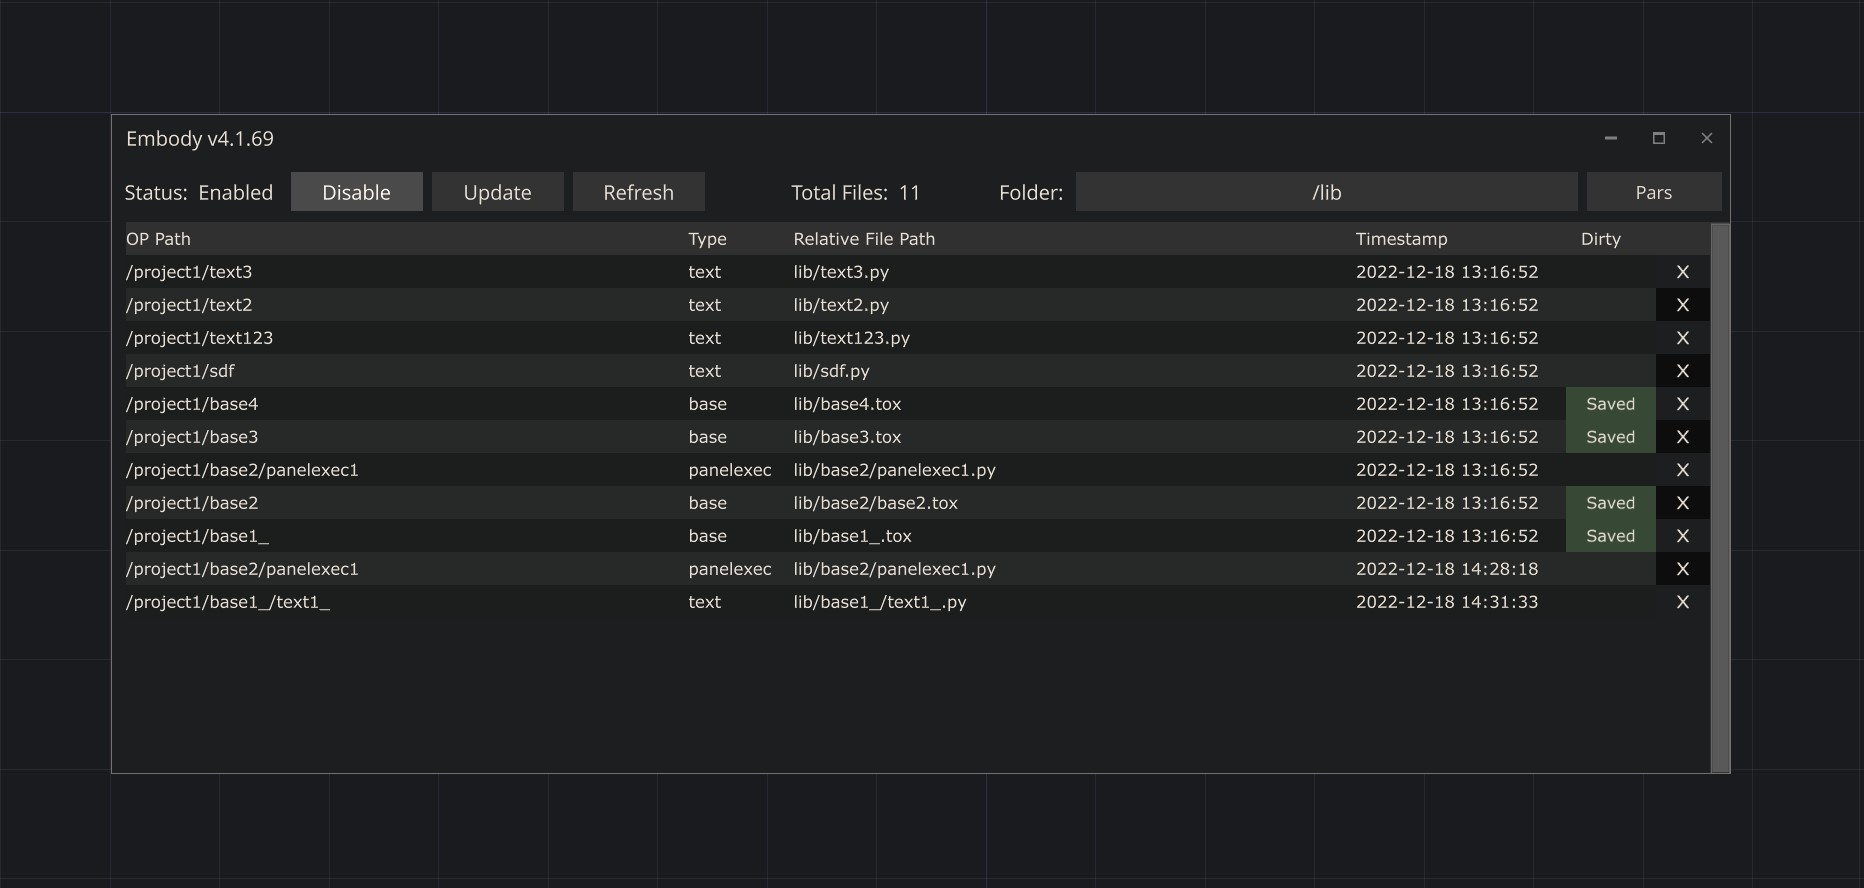 Embody v4.1.69
Status: Enabled Disable Update Refresh Total Files: 11 Folder: /lib Pars
OP Path Type Relative File Path Timestamp Dirty
/project1/text3 text lib/text3.py 2022-12-18 13:16:52 X
/project1/text2 text lib/text2.py 2022-12-18 13:16:52 X
/project1/text123 text lib/text123.py 2022-12-18 13:16:52 X
/project1/sdf text lib/sdf.py 2022-12-18 13:16:52 X
/project1/base4 base lib/base4.tox 2022-12-18 13:16:52 Saved X
/project1/base3 base lib/base3.tox 2022-12-18 13:16:52 Saved X
/project1/base2/panelexec1 panelexec lib/base2/panelexec1.py 2022-12-18 13:16:52 X
/project1/base2 base lib/base2/base2.tox 2022-12-18 13:16:52 Saved X
/project1/base1_ base lib/base1_.tox 2022-12-18 13:16:52 Saved X
/project1/base2/panelexec1 panelexec lib/base2/panelexec1.py 2022-12-18 14:28:18 X
/project1/base1_/text1_ text lib/base1_/text1_.py 2022-12-18 14:31:33 X